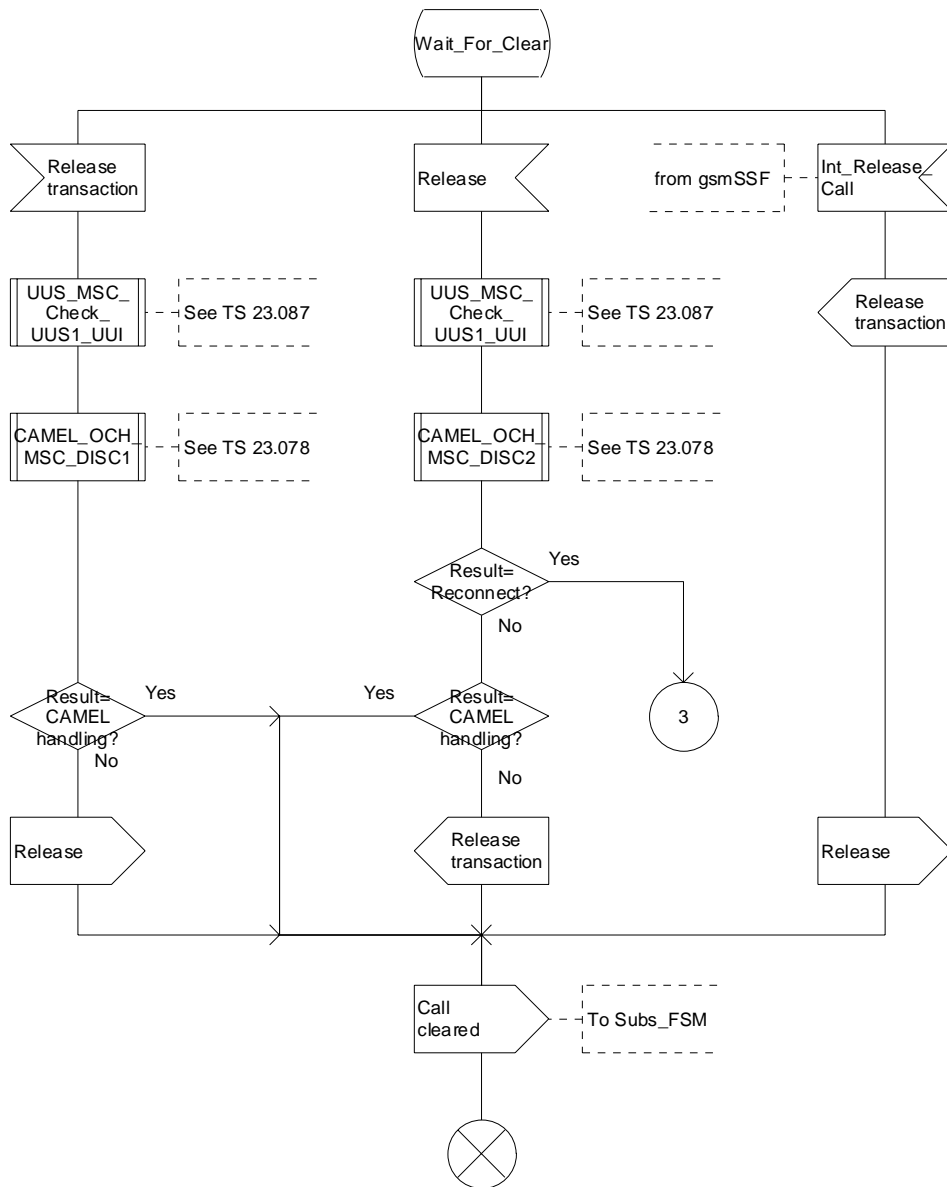 Wait_For_Clear
Release
transaction
Release
from gsmSSF
Int_Release_
Call
UUS_MSC_
Check_
UUS1_UUI
See TS 23.087
UUS_MSC_
Check_
UUS1_UUI
See TS 23.087
Release
transaction
CAMEL_OCH_
MSC_DISC1
See TS 23.078
CAMEL_OCH_
MSC_DISC2
See TS 23.078
Result=
Reconnect?
Yes
No
Result=
CAMEL
handling?
Yes
No
Yes
Result=
CAMEL
handling?
No
3
Release
Release
transaction
Release
Call
cleared
To Subs_FSM